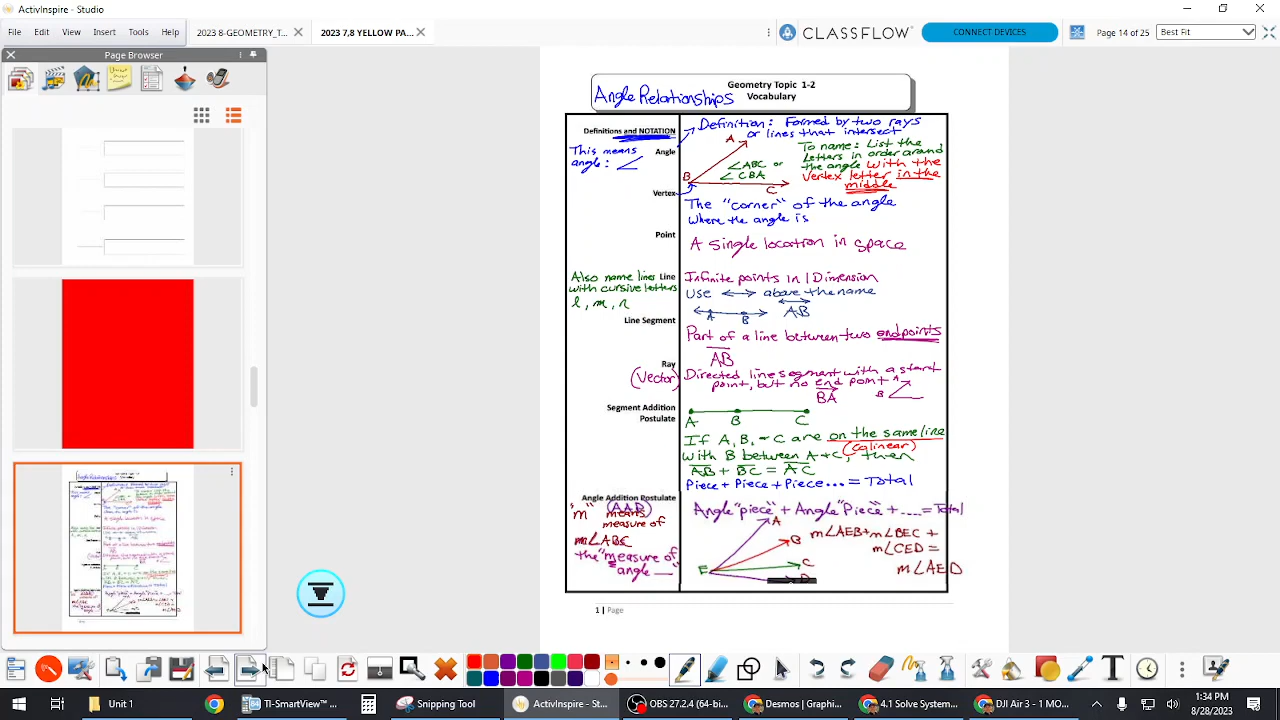 ActivInspire - Studio
File Edit View Insert Tools Help
2023 8-GEOMETRY_T...
2023 7,8 YELLOW PA...
CLASSFLOW
CONNECT DEVICES
Page 14 of 25
Best Fit
Page Browser
Angle Relationships
Geometry Topic 1-2
Vocabulary
Definitions and NOTATION
This means
angle: ∠
Angle
Definition: Formed by two rays
or lines that intersect
A
B
C
∠ABC or
∠CBA
To name: List the
letters in order around
the angle with the
vertex letter in the
middle
Vertex
The "corner" of the angle
where the angle is
Point
A single location in space
Also name lines
with cursive letters
l, m, n
Line
Infinite points in 1 Dimension
Use ↔ above the name
A B
AB
Line Segment
Part of a line between two endpoints
AB
Ray
(Vector)
Directed line segment with a start
point, but no end point
BA
A
B
Segment Addition
Postulate
A B C
If A, B, + C are on the same line
(colinear)
with B between A + C, then
AB + BC = AC
Piece + Piece + Piece... = Total
Angle Addition Postulate
(AAP)
"m" means
measure of
m∠ABC
the "measure of
angle __"
Angle "piece" + Angle "Piece" + .... = Total
A
B
C
D
E
m∠AEB + m∠BEC +
m∠CED =
m∠AED
1 | Page
Unit 1
TI-SmartView™...
Snipping Tool
ActivInspire - St...
OBS 27.2.4 (64-bi...
Desmos | Graphi...
4.1 Solve System...
DJI Air 3 - 1 MO...
1:34 PM
8/28/2023